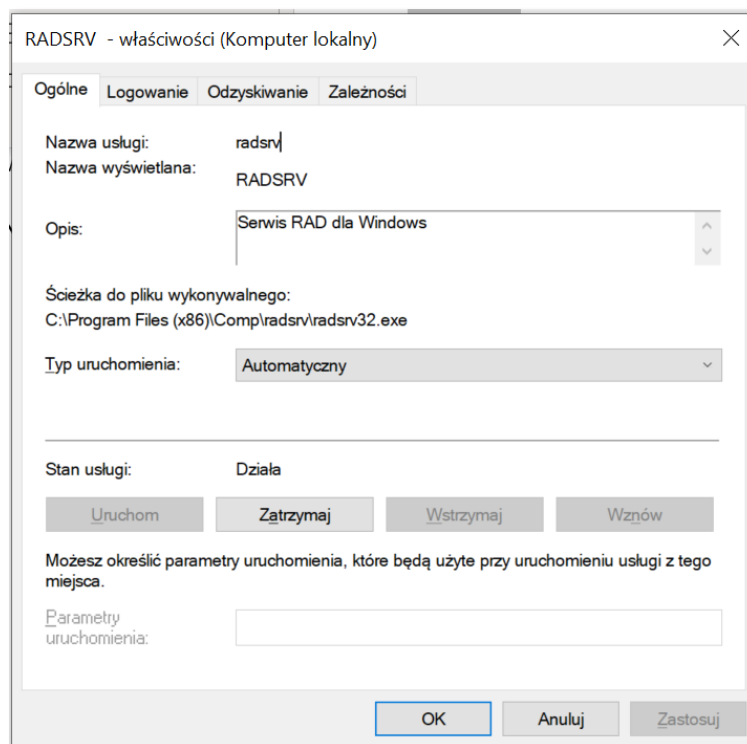 RADSRV - właściwości (Komputer lokalny)
Ogólne Logowanie Odzyskiwanie Zależności
Nazwa usługi: radsrv
Nazwa wyświetlana: RADSRV
Opis: Serwis RAD dla Windows
Ścieżka do pliku wykonywalnego:
C:\Program Files (x86)\Comp\radsrv\radsrv32.exe
Typ uruchomienia: Automatyczny
Stan usługi: Działa
Uruchom Zatrzymaj Wstrzymaj Wznów
Możesz określić parametry uruchomienia, które będą użyte przy uruchomieniu usługi z tego
miejsca.
Parametry
uruchomienia:
OK Anuluj Zastosuj